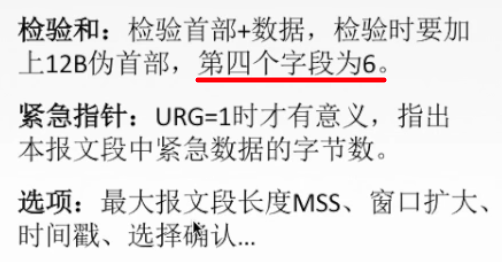 检验和：检验首部+数据，检验时要加
上12B伪首部，第四个字段为6。
紧急指针：URG=1时才有意义，指出
本报文段中紧急数据的字节数。
选项：最大报文段长度MSS、窗口扩大、
时间戳、选择确认...